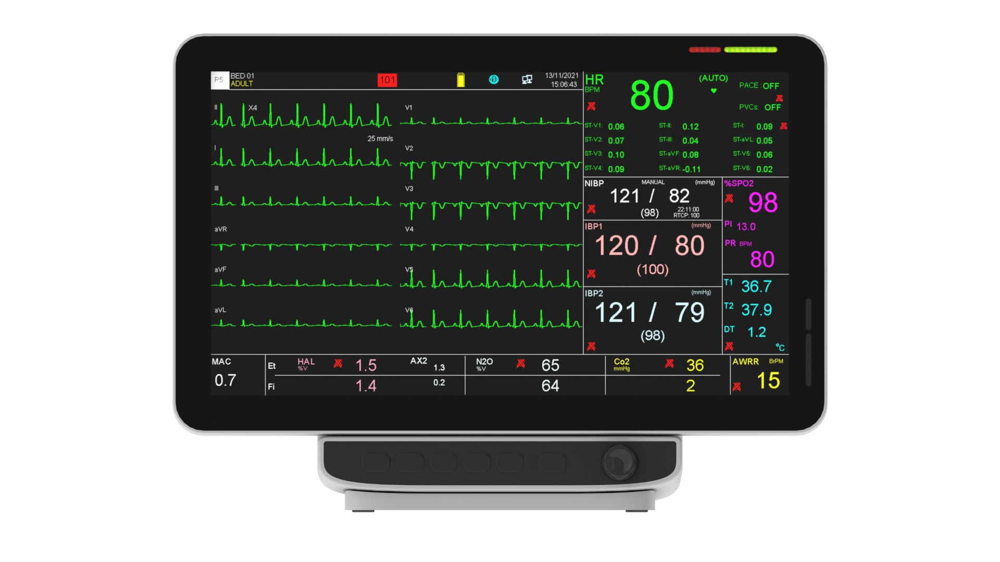 P5
BED 01
ADULT
101
13/11/2021
15:06:43
II
X4
V1
25 mm/s
I
V2
III
V3
aVR
V4
aVF
V5
aVL
V6
HR
BPM
80
(AUTO)
PACE : OFF
PVCs: OFF
ST-V1: 0.06 ST-II: 0.12 ST-I: 0.09
ST-V2: 0.07 ST-III: 0.04 ST-aVL: 0.05
ST-V3: 0.10 ST-aVF: 0.08 ST-V5: 0.06
ST-V4: 0.09 ST-aVR: -0.11 ST-V6: 0.02
NIBP MANUAL (mmHg)
121 / 82
(98)
22:11:00
RTCP: 100
IBP1 (mmHg)
120 / 80
(100)
IBP2 (mmHg)
121 / 79
(98)
%SPO2
98
PI 13.0
PR BPM
80
T1 36.7
T2 37.9
DT 1.2
°C
MAC
0.7
Et HAL %V 1.5 AX2 1.3
Fi 1.4 0.2
N2O %V 65
64
Co2 mmHg 36
2
AWRR BrPM
15